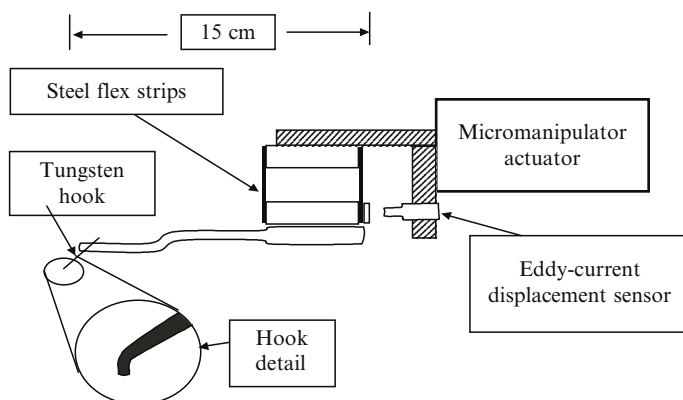 15 cm
Steel flex strips
Micromanipulator
actuator
Tungsten
hook
Eddy-current
displacement sensor
Hook
detail